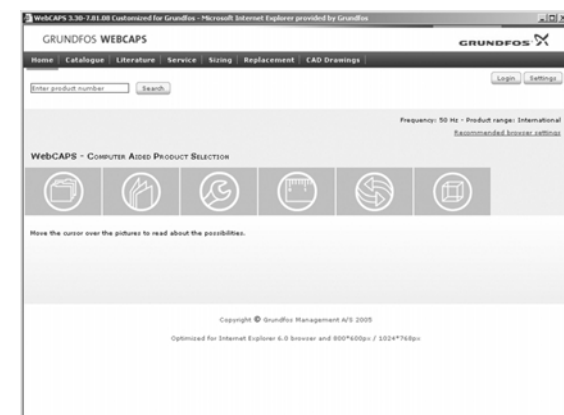 WebCAPS 3.30-7.81.08 Customized for Grundfos - Microsoft Internet Explorer provided by Grundfos
GRUNDFOS WEBCAPS
GRUNDFOS
Home | Catalogue | Literature | Service | Sizing | Replacement | CAD Drawings |
Login Settings
Enter product number Search
Frequency: 50 Hz - Product range: International
Recommended browser settings
WebCAPS - Computer Aided Product Selection
Move the cursor over the pictures to read about the possibilities.
Copyright © Grundfos Management A/S 2005
Optimised for Internet Explorer 6.0 browser and 800*600px / 1024*768px